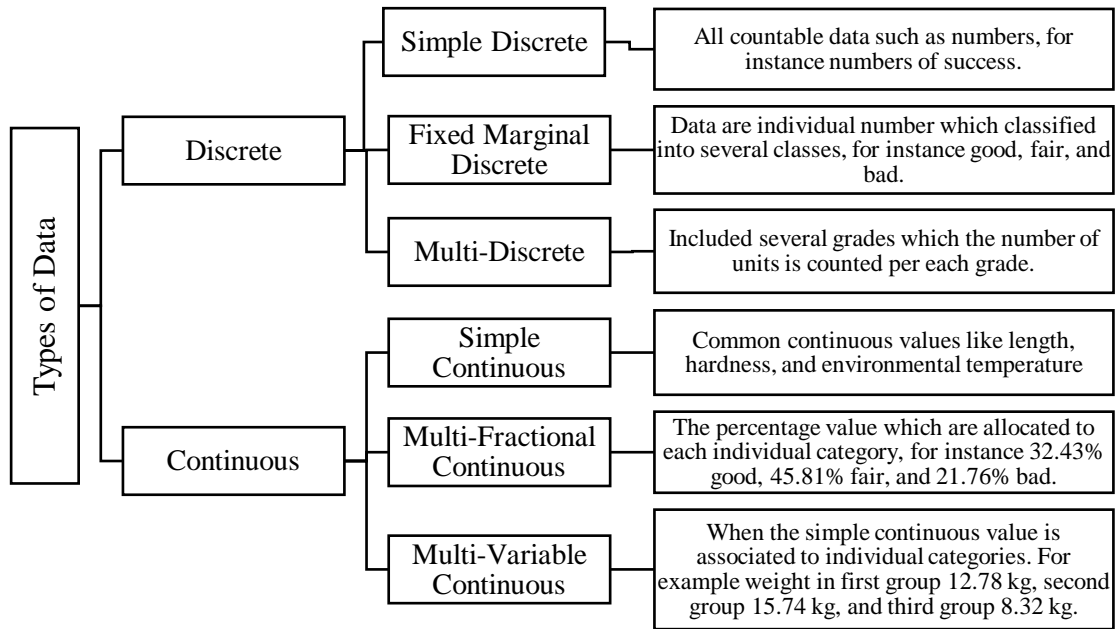 Types of Data
Discrete
Simple Discrete
All countable data such as numbers, for
instance numbers of success.
Fixed Marginal
Discrete
Data are individual number which classified
into several classes, for instance good, fair, and
bad.
Multi-Discrete
Included several grades which the number of
units is counted per each grade.
Continuous
Simple
Continuous
Common continuous values like length,
hardness, and environmental temperature
Multi-Fractional
Continuous
The percentage value which are allocated to
each individual category, for instance 32.43%
good, 45.81% fair, and 21.76% bad.
Multi-Variable
Continuous
When the simple continuous value is
associated to individual categories. For
example weight in first group 12.78 kg, second
group 15.74 kg, and third group 8.32 kg.